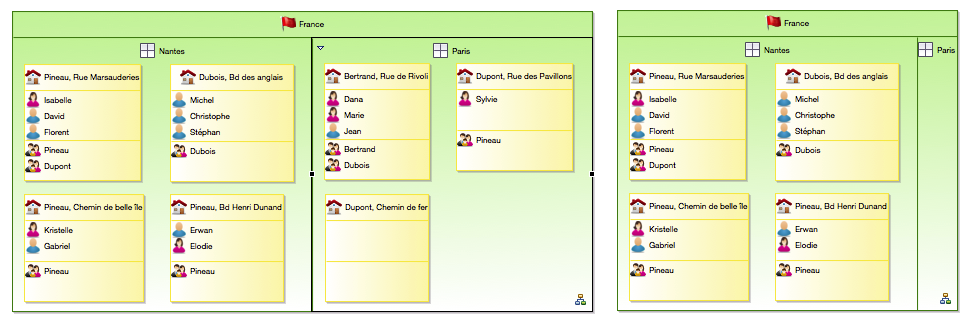 France
Nantes
Paris
Pineau, Rue Marsauderies
Isabelle
David
Florent
Pineau
Dupont
Dubois, Bd des anglais
Michel
Christophe
Stéphan
Dubois
Bertrand, Rue de Rivoli
Dana
Marie
Jean
Bertrand
Dubois
Dupont, Rue des Pavillons
Sylvie
Pineau
Pineau, Chemin de belle île
Kristelle
Gabriel
Pineau
Pineau, Bd Henri Dunand
Erwan
Elodie
Pineau
Dupont, Chemin de fer
France
Nantes
Paris
Pineau, Rue Marsauderies
Isabelle
David
Florent
Pineau
Dupont
Dubois, Bd des anglais
Michel
Christophe
Stéphan
Dubois
Pineau, Chemin de belle île
Kristelle
Gabriel
Pineau
Pineau, Bd Henri Dunand
Erwan
Elodie
Pineau